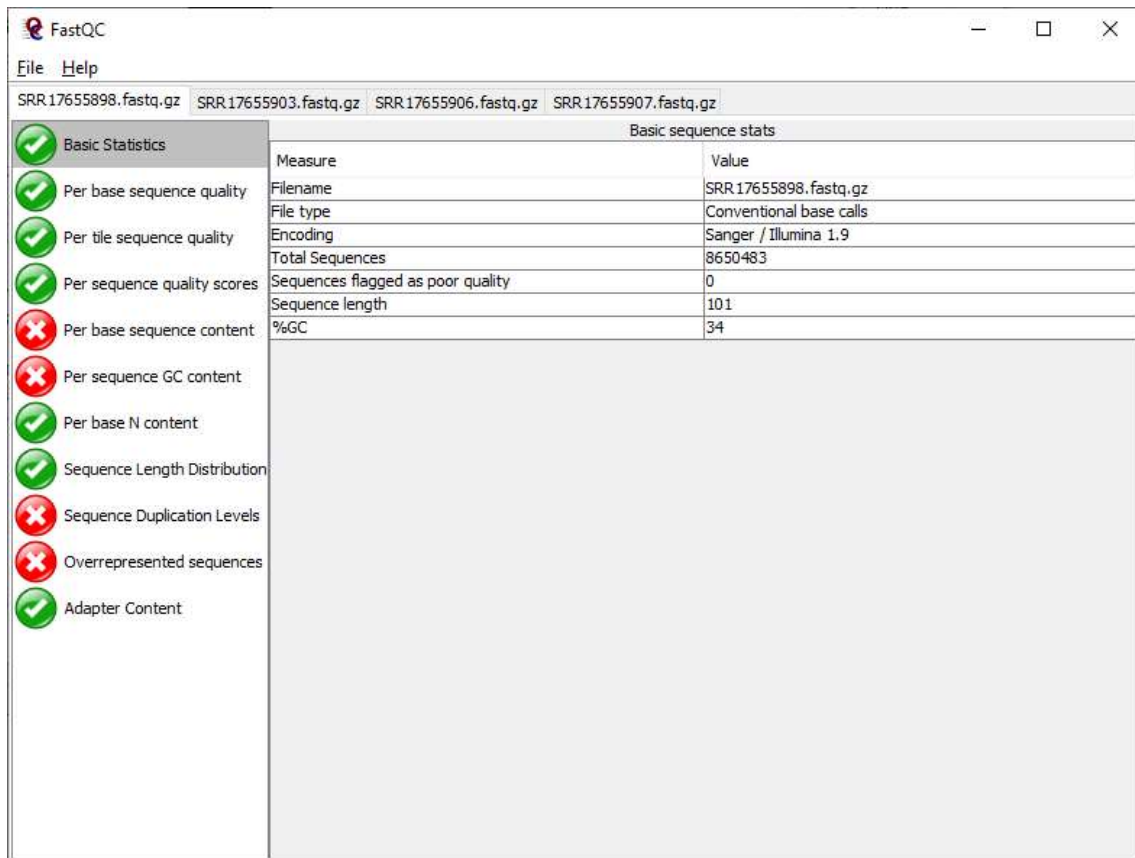 FastQC
File Help
SRR17655898.fastq.gz SRR17655903.fastq.gz SRR17655906.fastq.gz SRR17655907.fastq.gz
Basic Statistics
Per base sequence quality
Per tile sequence quality
Per sequence quality scores
Per base sequence content
Per sequence GC content
Per base N content
Sequence Length Distribution
Sequence Duplication Levels
Overrepresented sequences
Adapter Content
Basic sequence stats
Measure Value
Filename SRR17655898.fastq.gz
File type Conventional base calls
Encoding Sanger / Illumina 1.9
Total Sequences 8650483
Sequences flagged as poor quality 0
Sequence length 101
%GC 34